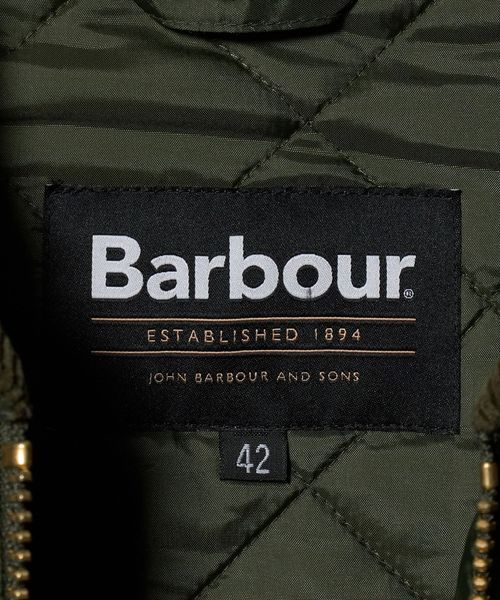 Barbour®
ESTABLISHED 1894
JOHN BARBOUR AND SONS
42